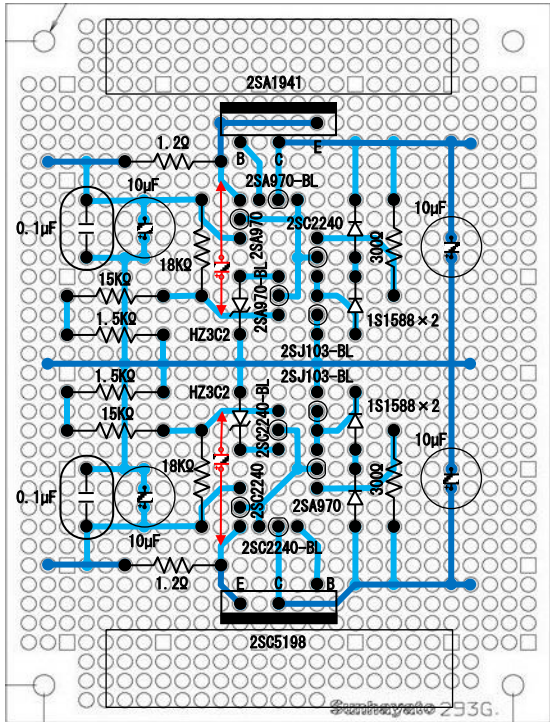 2SA1941
1.2Ω
B
C
E
2SA970-BL
10μF
2SA970
2SC2240
10μF
0.1μF
18KΩ
300Ω
2SA970-BL
15KΩ
1.5KΩ
HZ3C2
1S1588×2
2SJ103-BL
2SJ103-BL
1.5KΩ
HZ3C2
15KΩ
1S1588×2
2SC2240-BL
10μF
18KΩ
2SC2240
300Ω
0.1μF
10μF
2SA970
2SC2240-BL
1.2Ω
E
C
B
2SC5198
Sunhayato 293G.